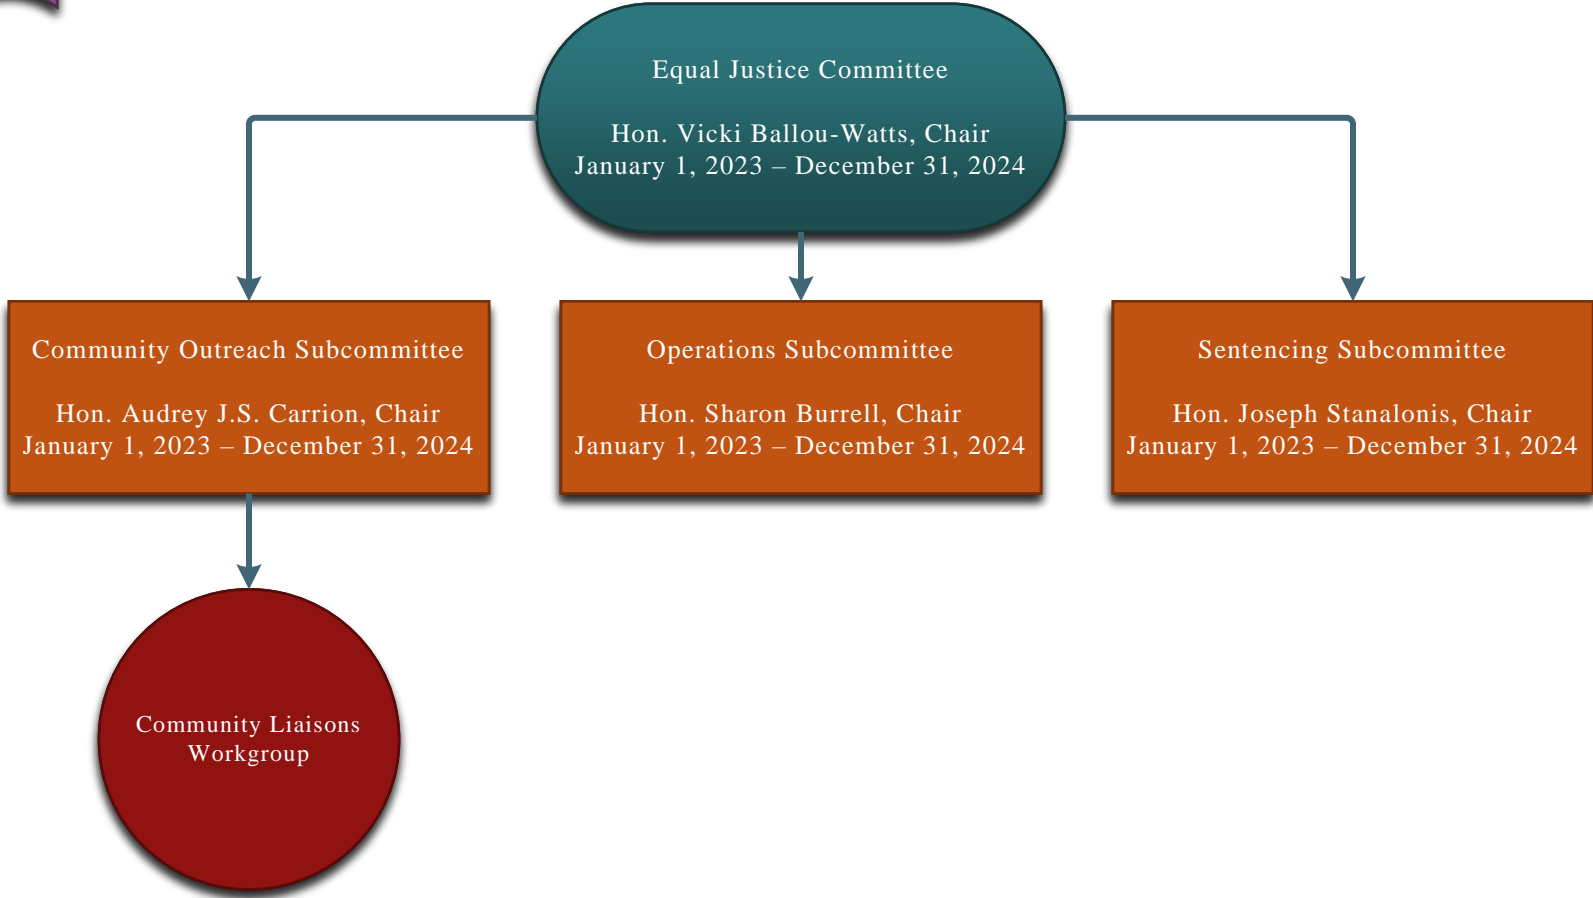 Equal Justice Committee
Hon. Vicki Ballou-Watts, Chair
January 1, 2023 – December 31, 2024
Community Outreach Subcommittee
Hon. Audrey J.S. Carrion, Chair
January 1, 2023 – December 31, 2024
Operations Subcommittee
Hon. Sharon Burrell, Chair
January 1, 2023 – December 31, 2024
Sentencing Subcommittee
Hon. Joseph Stanalonis, Chair
January 1, 2023 – December 31, 2024
Community Liaisons
Workgroup